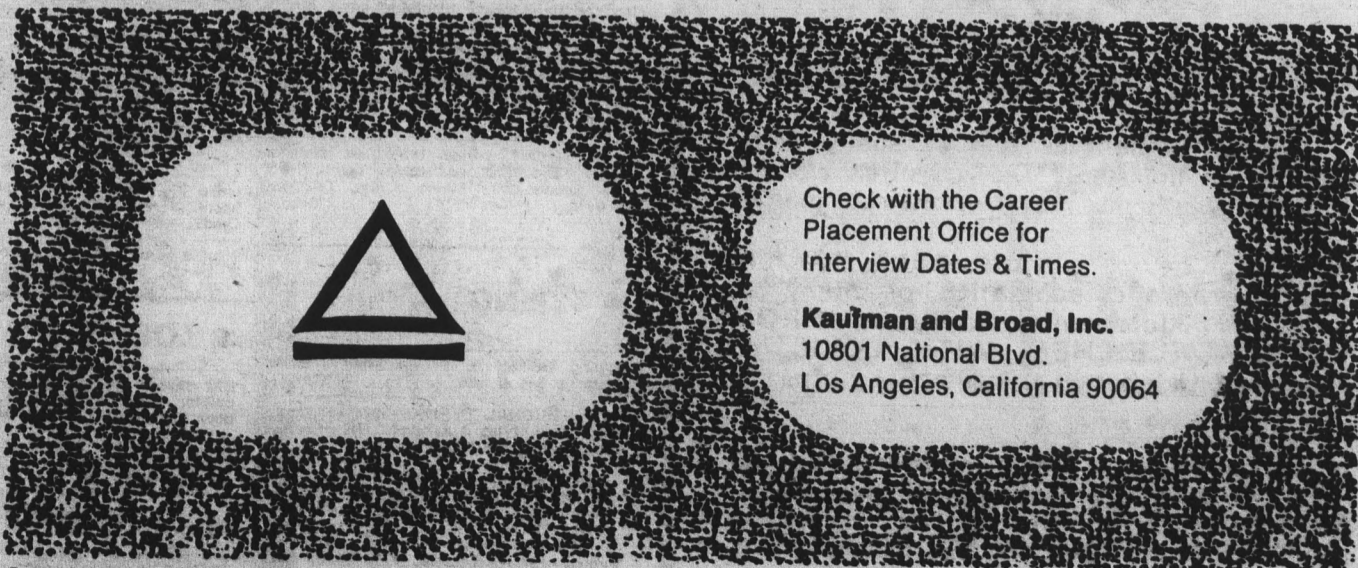 Check with the Career
Placement Office for
Interview Dates & Times.
Kaufman and Broad, Inc.
10801 National Blvd.
Los Angeles, California 90064